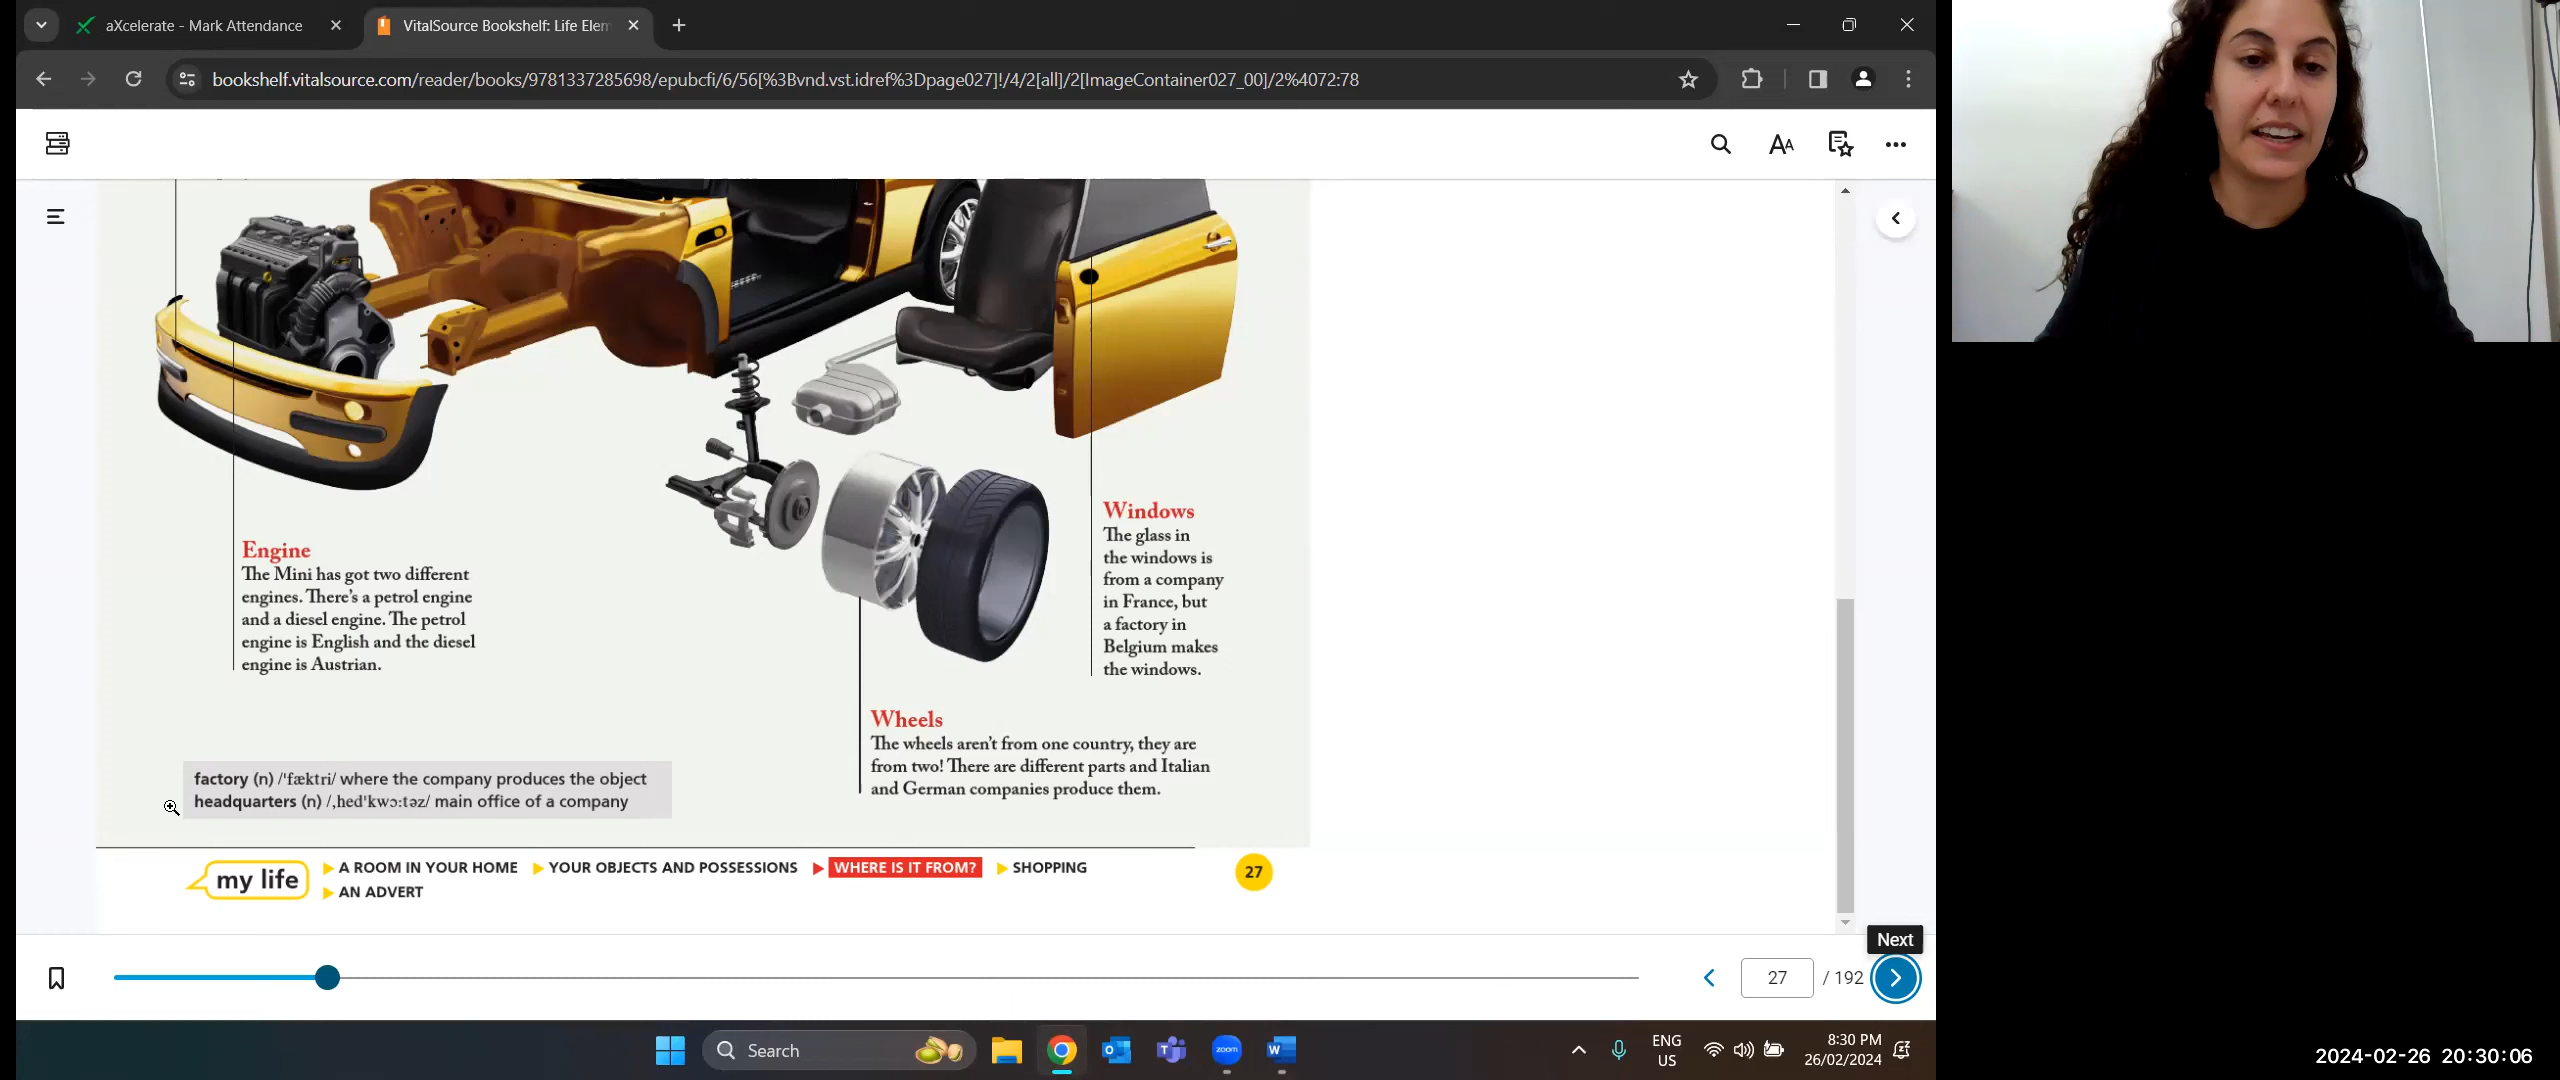 aXcelerate - Mark Attendance
VitalSource Bookshelf: Life Elem
bookshelf.vitalsource.com/reader/books/9781337285698/epubcfi/6/56[%3Bvnd.vst.idref%3Dpage027]!/4/2[all]/2[ImageContainer027_00]/2%4072:78
AA
Engine
The Mini has got two different
engines. There's a petrol engine
and a diesel engine. The petrol
engine is English and the diesel
engine is Austrian.
Windows
The glass in
the windows is
from a company
in France, but
a factory in
Belgium makes
the windows.
Wheels
The wheels aren't from one country, they are
from two! There are different parts and Italian
and German companies produce them.
factory (n) /ˈfæktri/ where the company produces the object
headquarters (n) /ˌhedˈkwɔːtəz/ main office of a company
my life
A ROOM IN YOUR HOME
YOUR OBJECTS AND POSSESSIONS
WHERE IS IT FROM?
SHOPPING
AN ADVERT
27
Next
27 / 192
Search
zoom
ENG
US
8:30 PM
26/02/2024
2024-02-26 20:30:06